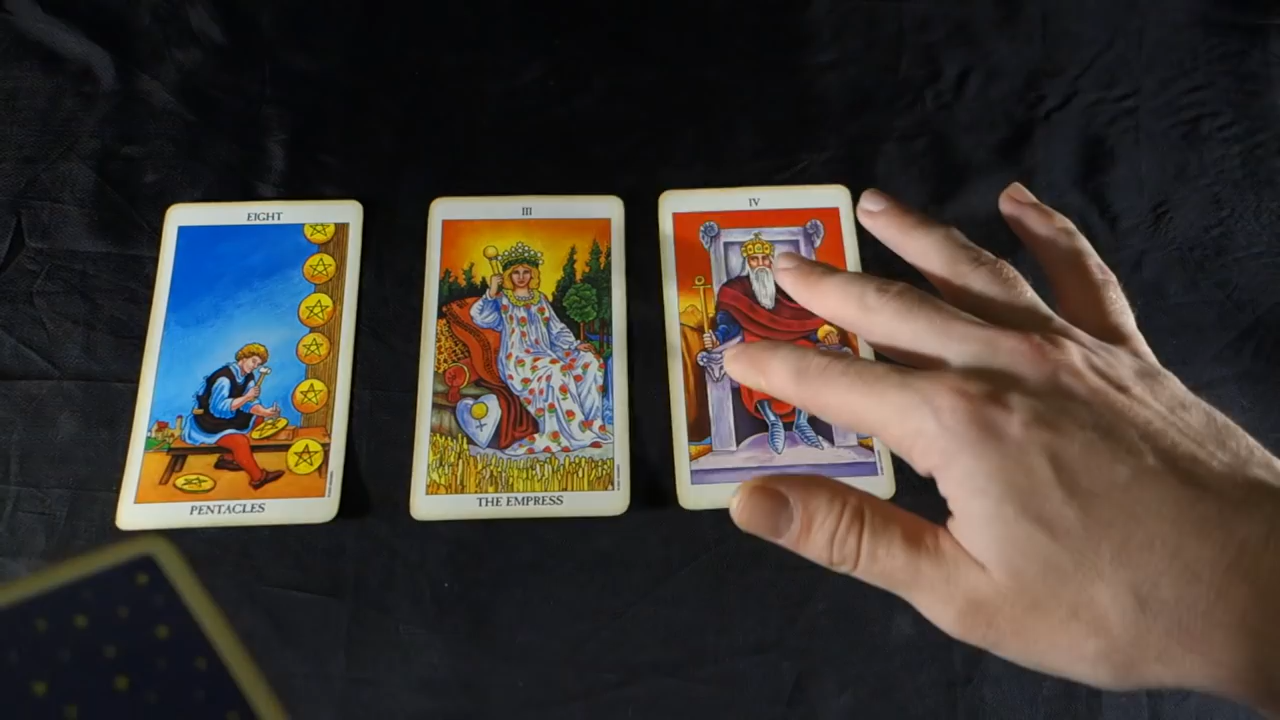 EIGHT
PENTACLES
III
THE EMPRESS
IV